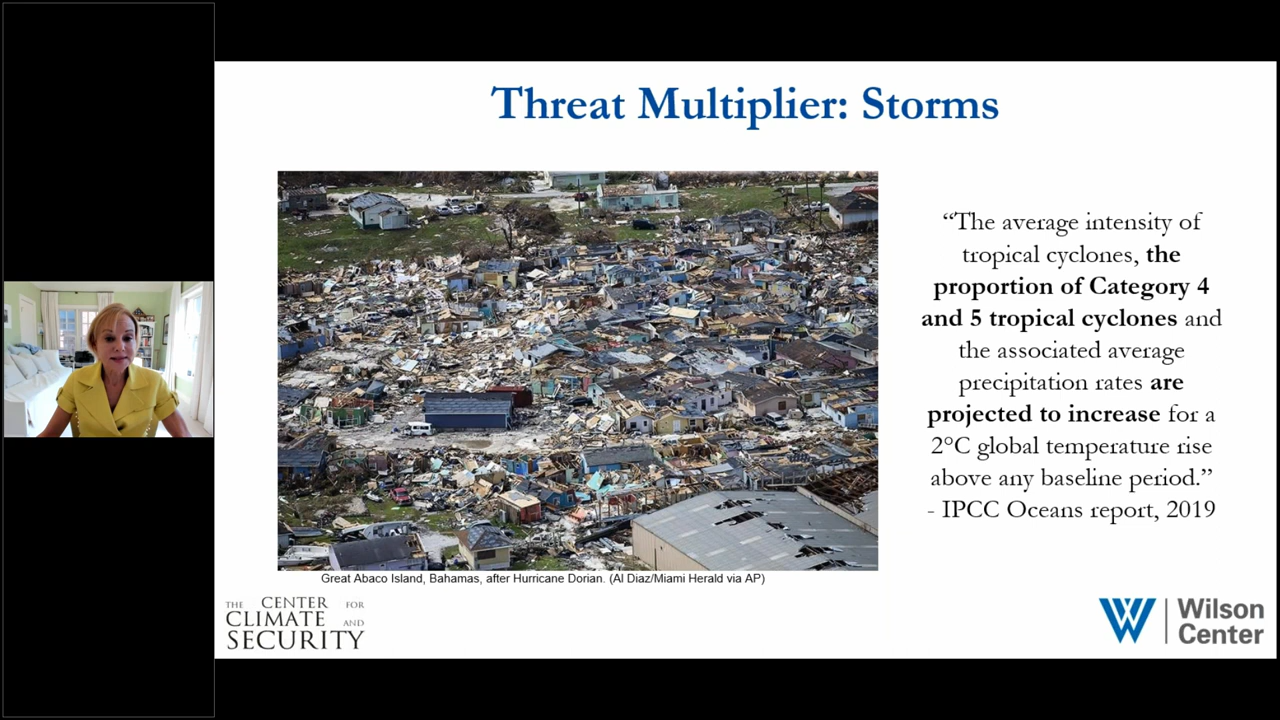 Threat Multiplier: Storms
“The average intensity of
tropical cyclones, the
proportion of Category 4
and 5 tropical cyclones and
the associated average
precipitation rates are
projected to increase for a
2°C global temperature rise
above any baseline period.”
- IPCC Oceans report, 2019
Great Abaco Island, Bahamas, after Hurricane Dorian. (Al Diaz/Miami Herald via AP)
THE CENTER FOR
CLIMATE AND
SECURITY
Wilson
Center